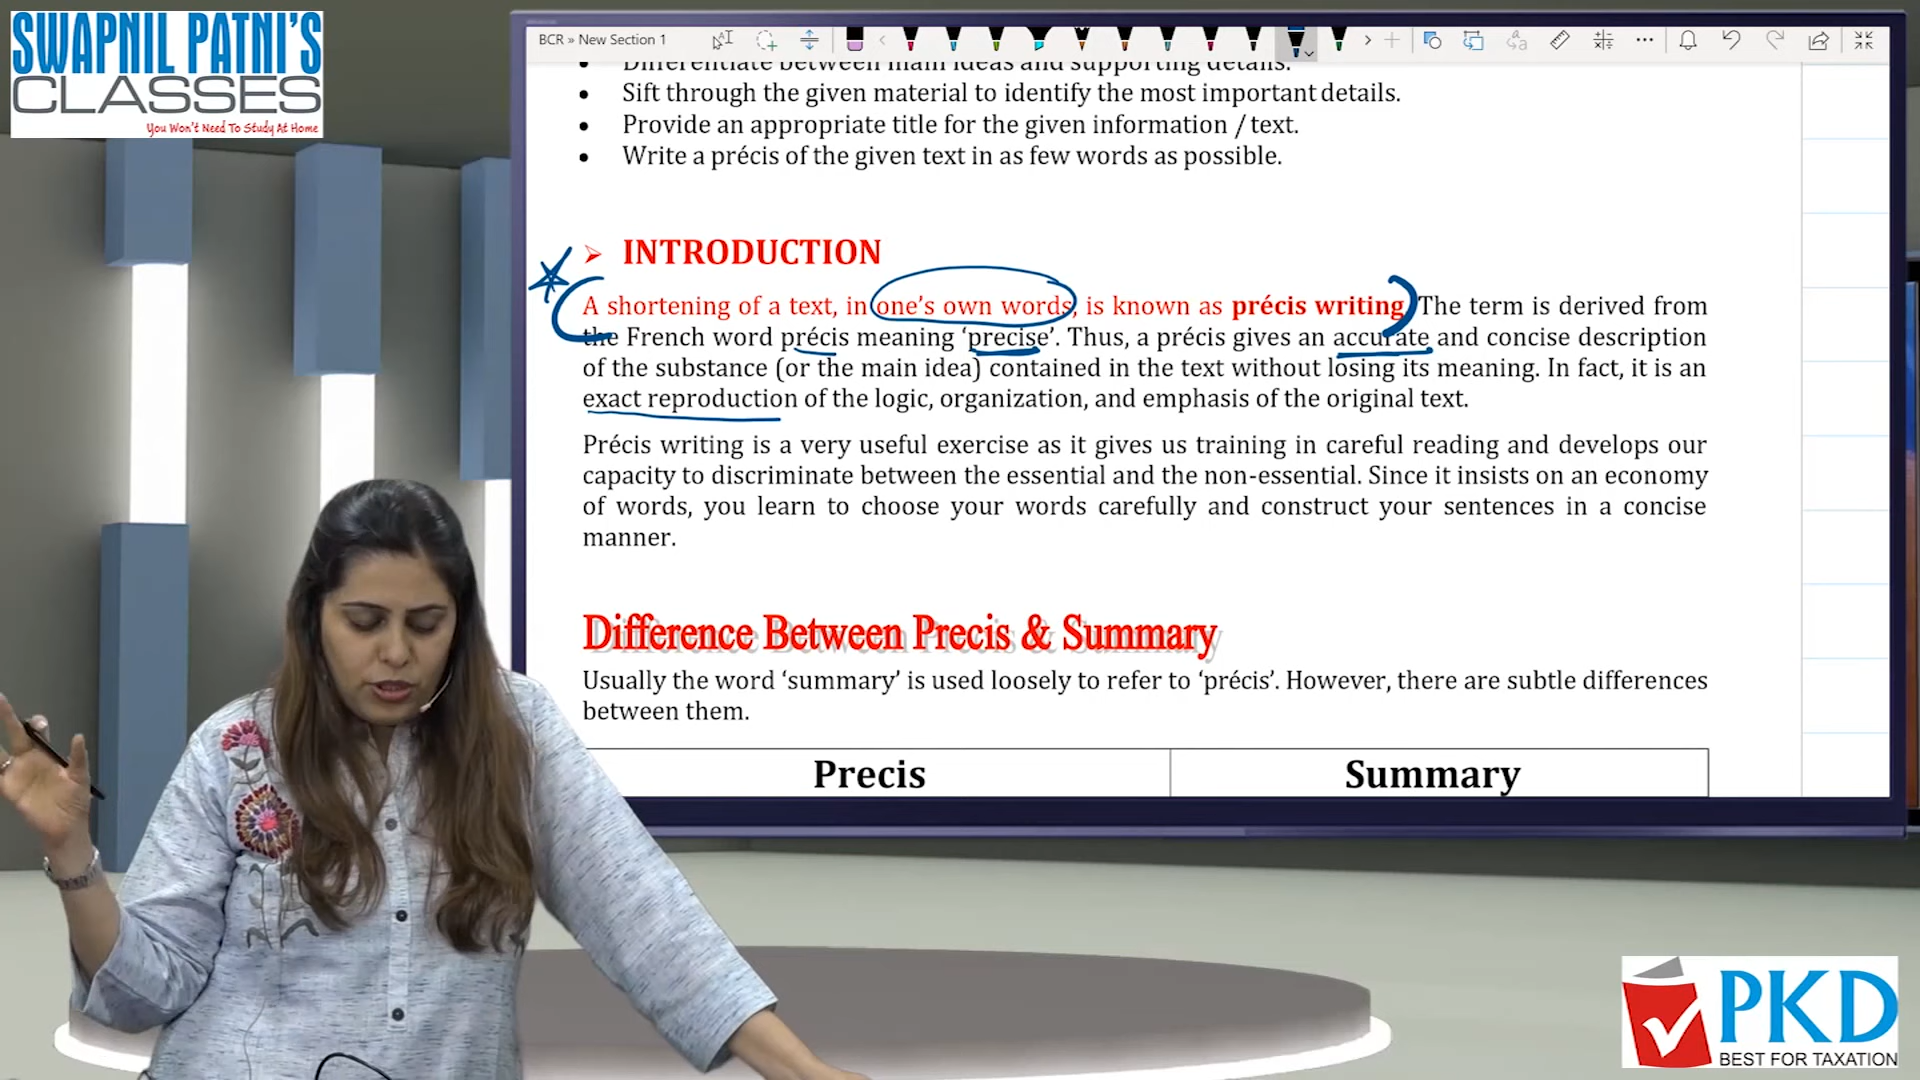 SWAPNIL PATNI'S
CLASSES
You Won't Need To Study At Home
BCR » New Section 1
Differentiate between main ideas and supporting details.
• Sift through the given material to identify the most important details.
• Provide an appropriate title for the given information / text.
• Write a précis of the given text in as few words as possible.
INTRODUCTION
A shortening of a text, in one's own words, is known as précis writing. The term is derived from
the French word précis meaning ‘precise’. Thus, a précis gives an accurate and concise description
of the substance (or the main idea) contained in the text without losing its meaning. In fact, it is an
exact reproduction of the logic, organization, and emphasis of the original text.
Précis writing is a very useful exercise as it gives us training in careful reading and develops our
capacity to discriminate between the essential and the non-essential. Since it insists on an economy
of words, you learn to choose your words carefully and construct your sentences in a concise
manner.
Difference Between Precis & Summary
Usually the word ‘summary’ is used loosely to refer to ‘précis’. However, there are subtle differences
between them.
Precis Summary
PKD
BEST FOR TAXATION